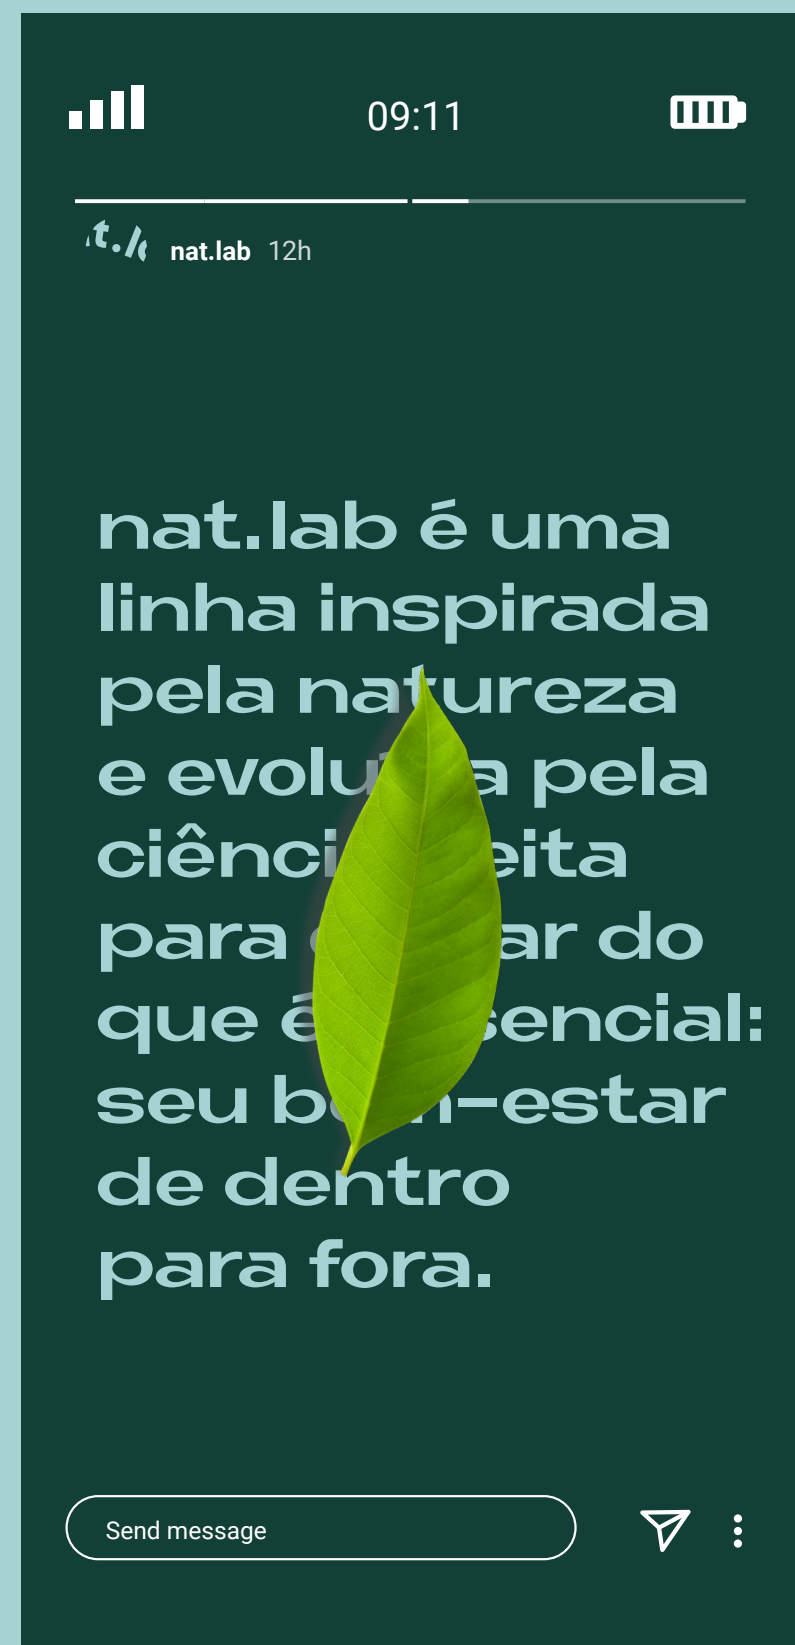 09:11
t.l
nat.lab 12h
nat.lab é uma
linha inspirada
pela natureza
e pela
para do
que
seu
de dentro
para fora.
Send message